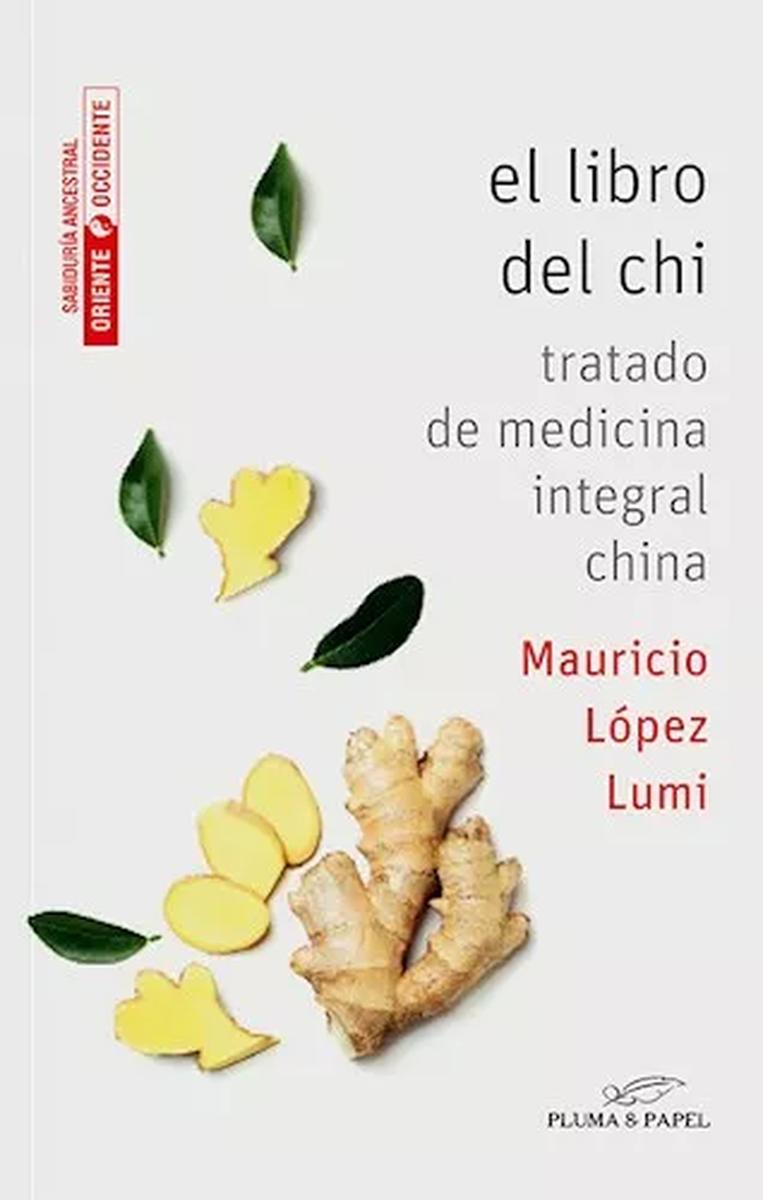 SABIDURÍA ANCESTRAL
ORIENTE OCCIDENTE
el libro
del chi
tratado
de medicina
integral
china
Mauricio
López
Lumi
PLUMA & PAPEL